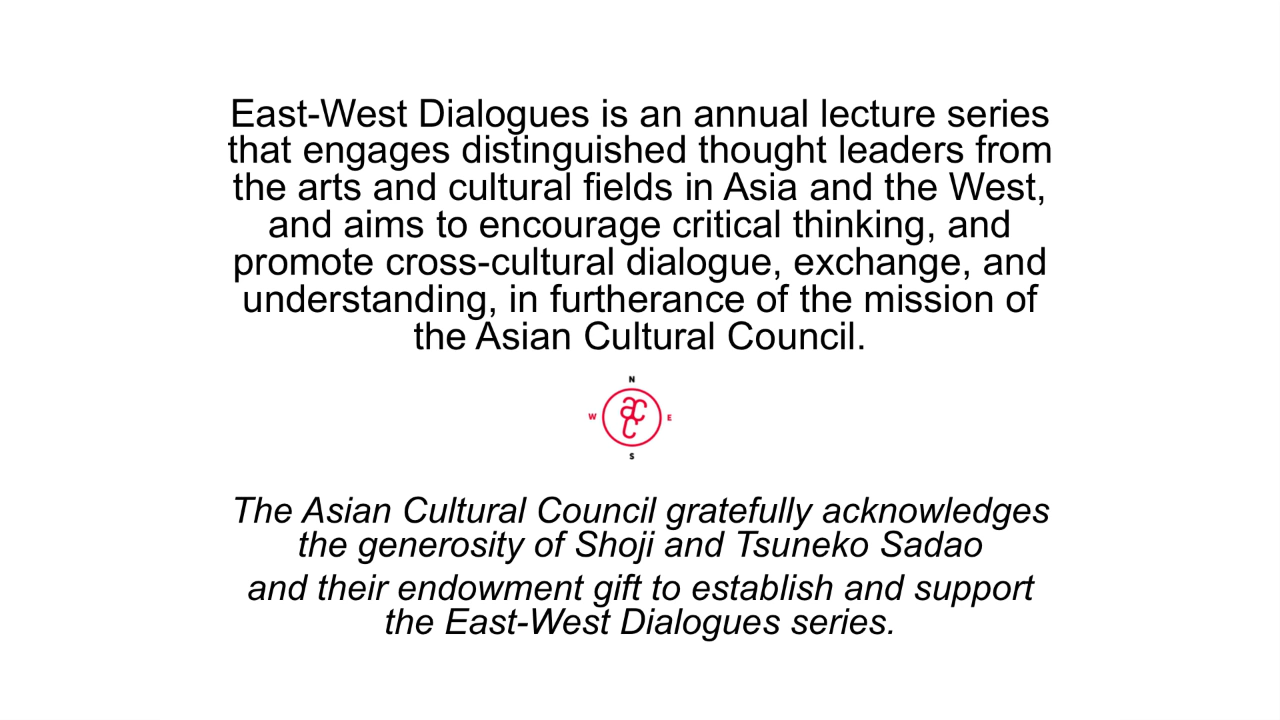 East-West Dialogues is an annual lecture series
that engages distinguished thought leaders from
the arts and cultural fields in Asia and the West,
and aims to encourage critical thinking, and
promote cross-cultural dialogue, exchange, and
understanding, in furtherance of the mission of
the Asian Cultural Council.
N
W acc E
S
The Asian Cultural Council gratefully acknowledges
the generosity of Shoji and Tsuneko Sadao
and their endowment gift to establish and support
the East-West Dialogues series.